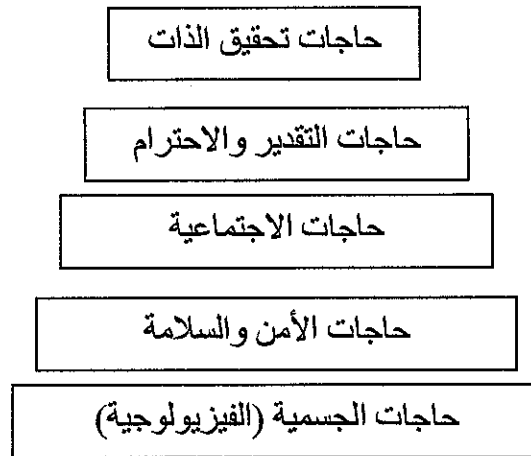 حاجات تحقيق الذات
حاجات التقدير والاحترام
حاجات الاجتماعية
حاجات الأمن والسلامة
حاجات الجسمية (الفيزيولوجية)